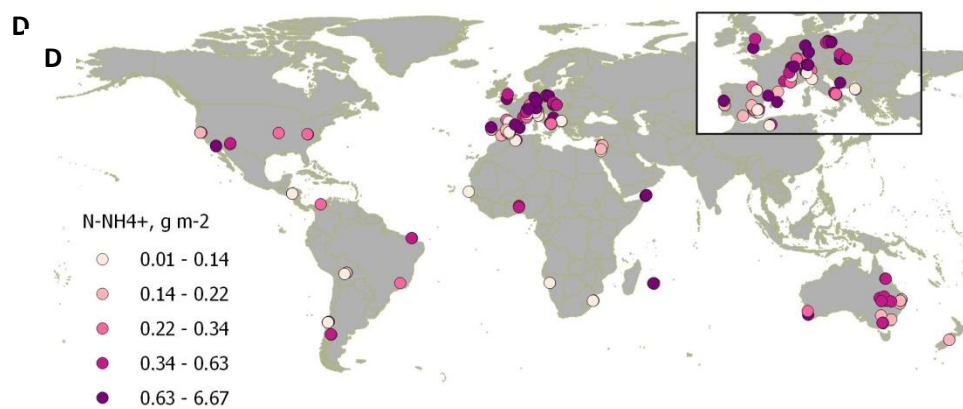 D
D
N-NH4+, g m-2
0.01 - 0.14
0.14 - 0.22
0.22 - 0.34
0.34 - 0.63
0.63 - 6.67